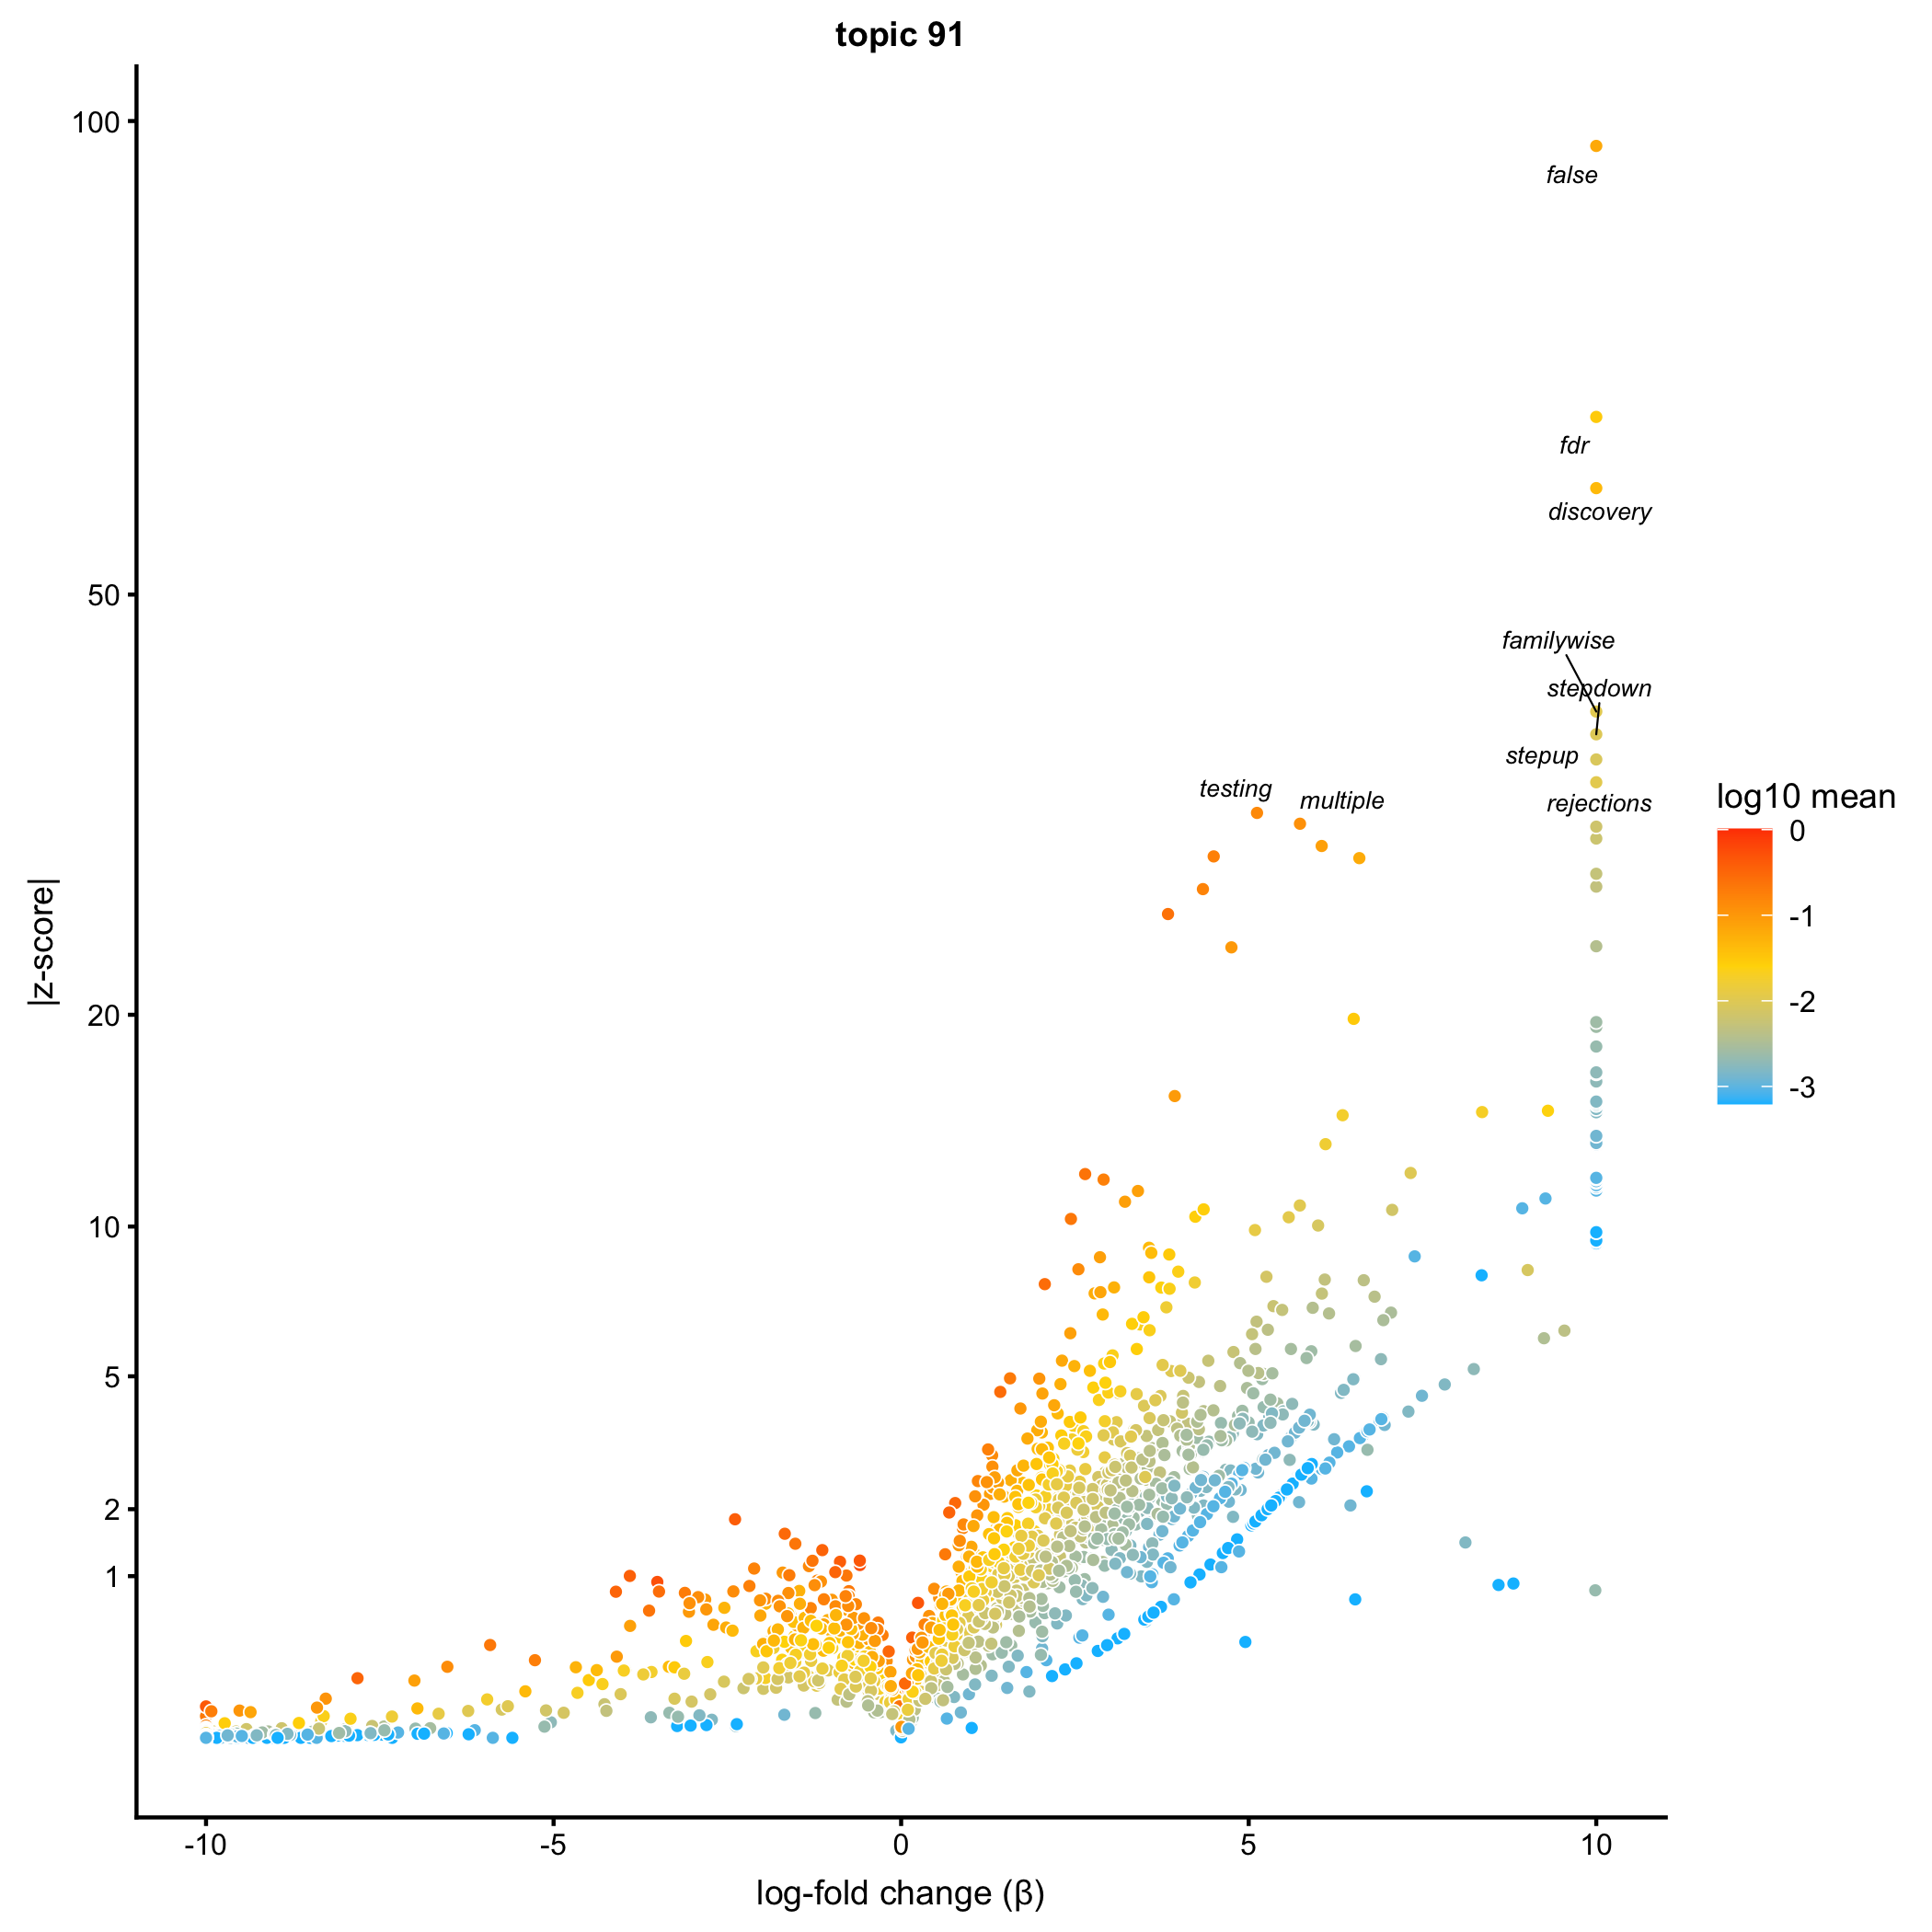 topic 91
100
50
20
10
5
2
1
|z-score|
false
fdr
discovery
familywise
stepdown
stepup
rejections
testing
multiple
log10 mean
0
-1
-2
-3
-10
-5
0
5
10
log-fold change (β)